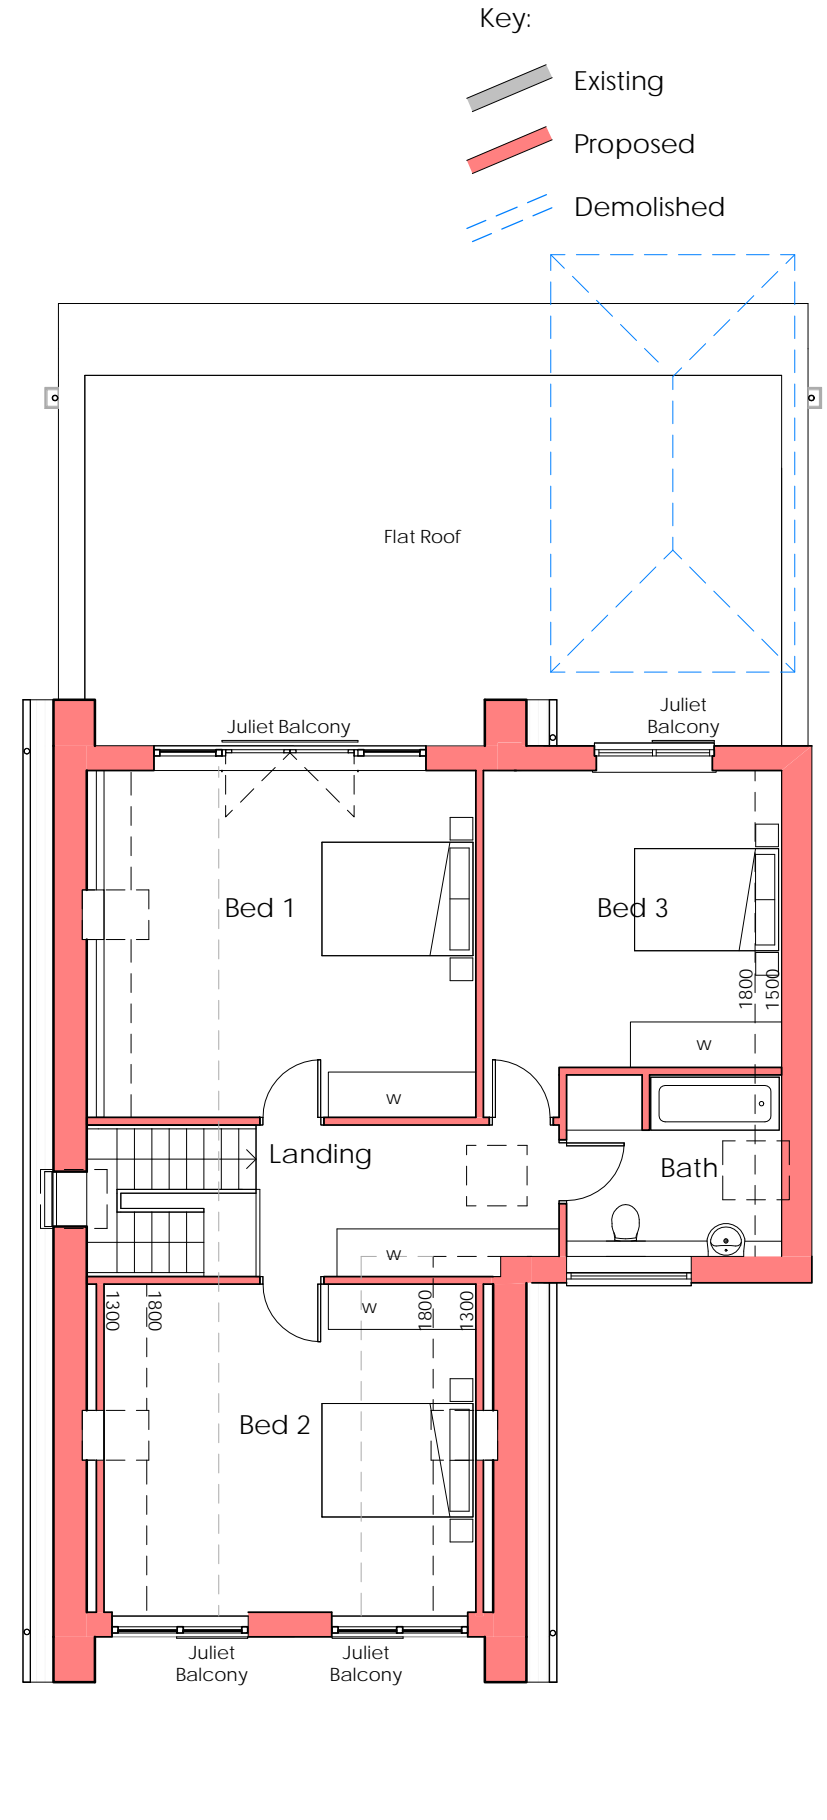 Key:
Existing
Proposed
Demolished
Flat Roof
Juliet
Balcony
Juliet Balcony
Bed 1
Bed 3
1800
1500
W
W
Landing
Bath
W
1300
1800
W
1800
1300
Bed 2
Juliet
Balcony
Juliet
Balcony